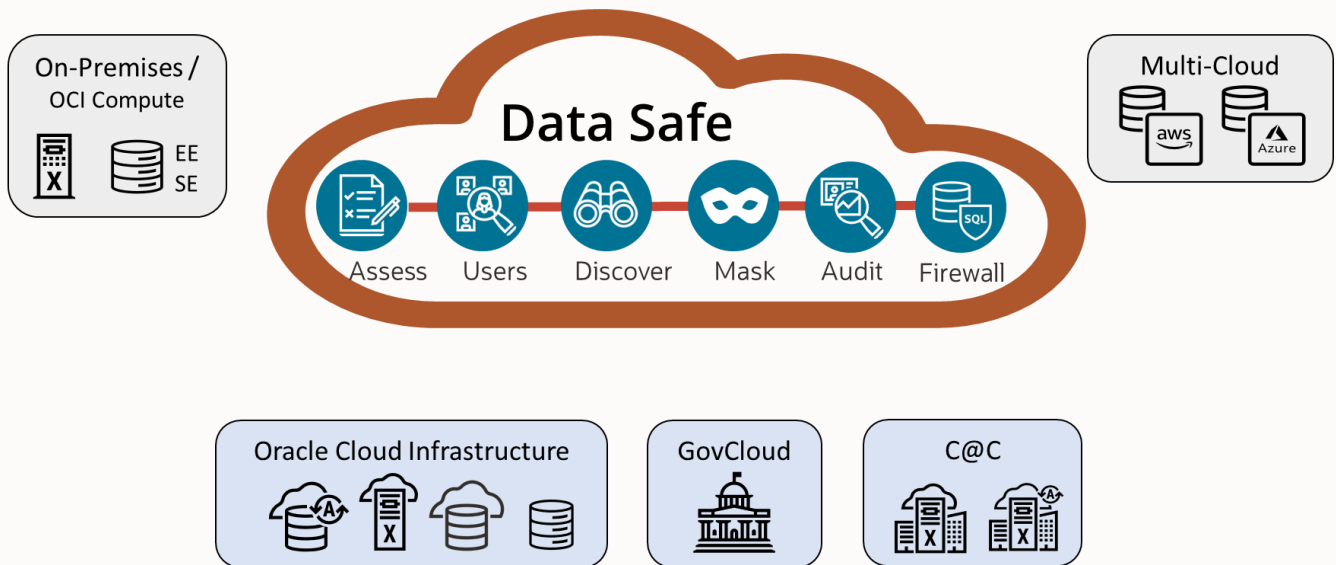 On-Premises /
OCI Compute
X
EE
SE
Data Safe
SQL
Assess
Users
Discover
Mask
Audit
Firewall
Multi-Cloud
aws
Azure
Oracle Cloud Infrastructure
A
X
GovCloud
C@C
X
X
A